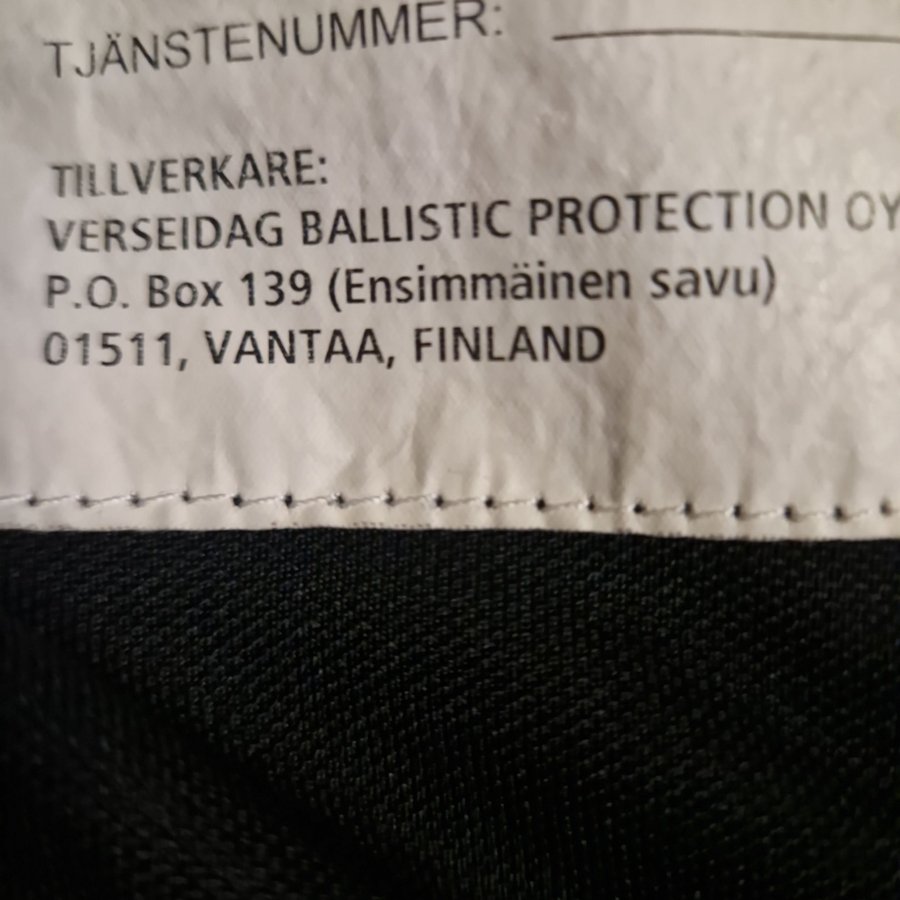 TJÄNSTENUMMER:
TILLVERKARE:
VERSEIDAG BALLISTIC PROTECTION OY
P.O. Box 139 (Ensimmäinen savu)
01511, VANTAA, FINLAND